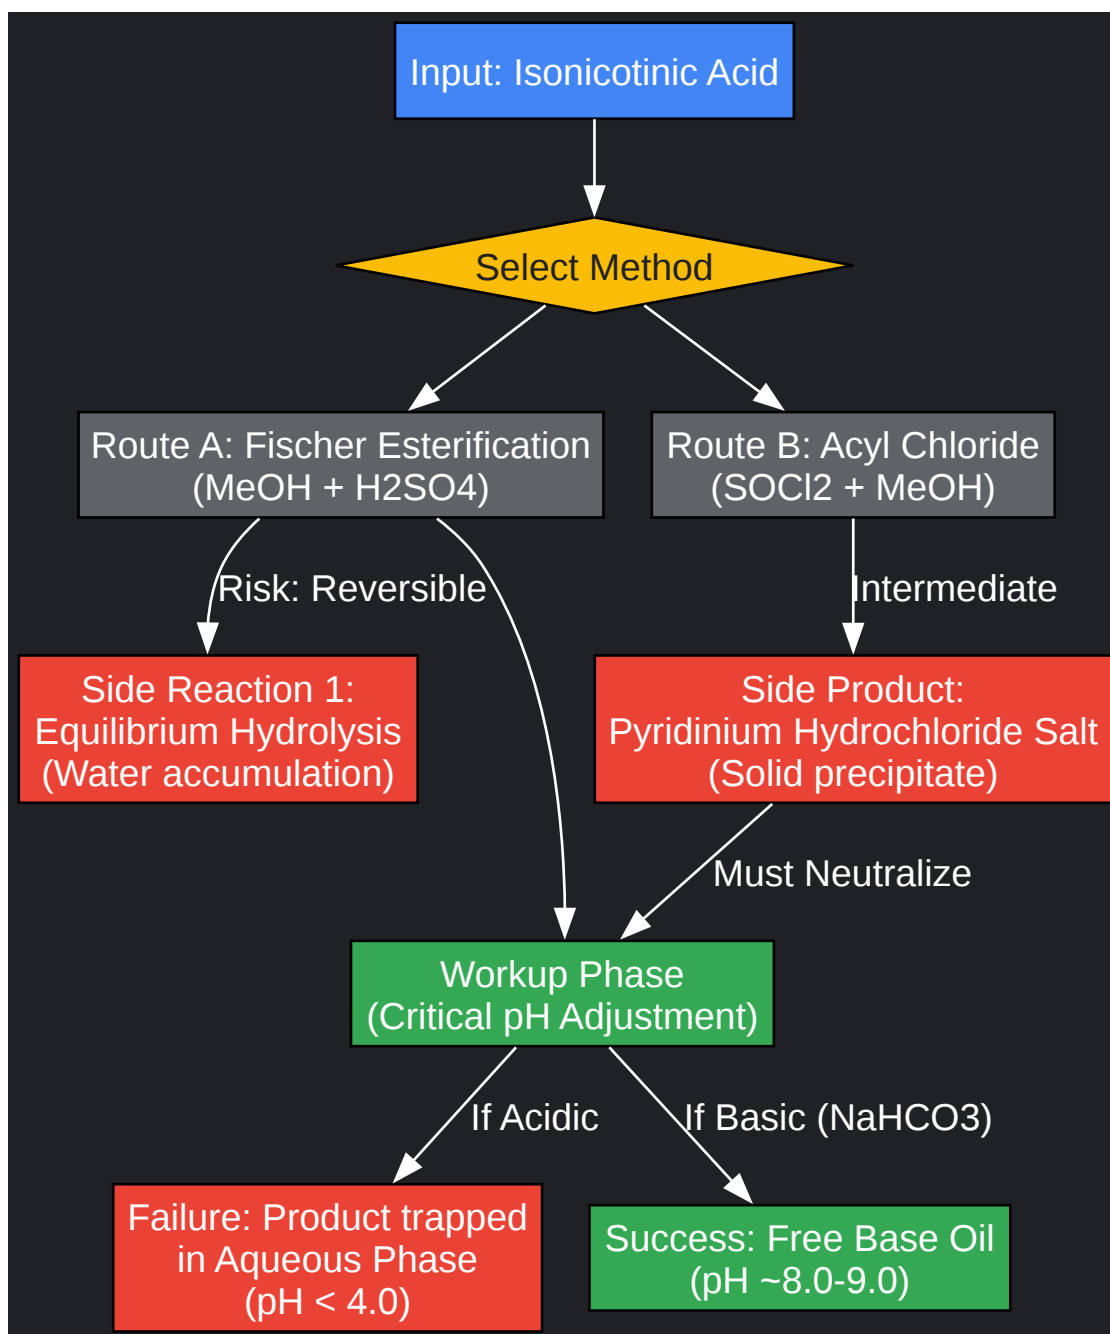 Input: Isonicotinic Acid
Select Method
Route A: Fischer Esterification
(MeOH + H2SO4)
Route B: Acyl Chloride
(SOCl2 + MeOH)
Risk: Reversible
Intermediate
Side Reaction 1:
Equilibrium Hydrolysis
(Water accumulation)
Side Product:
Pyridinium Hydrochloride Salt
(Solid precipitate)
Must Neutralize
Workup Phase
(Critical pH Adjustment)
If Acidic
If Basic (NaHCO3)
Failure: Product trapped
in Aqueous Phase
(pH < 4.0)
Success: Free Base Oil
(pH ~8.0-9.0)